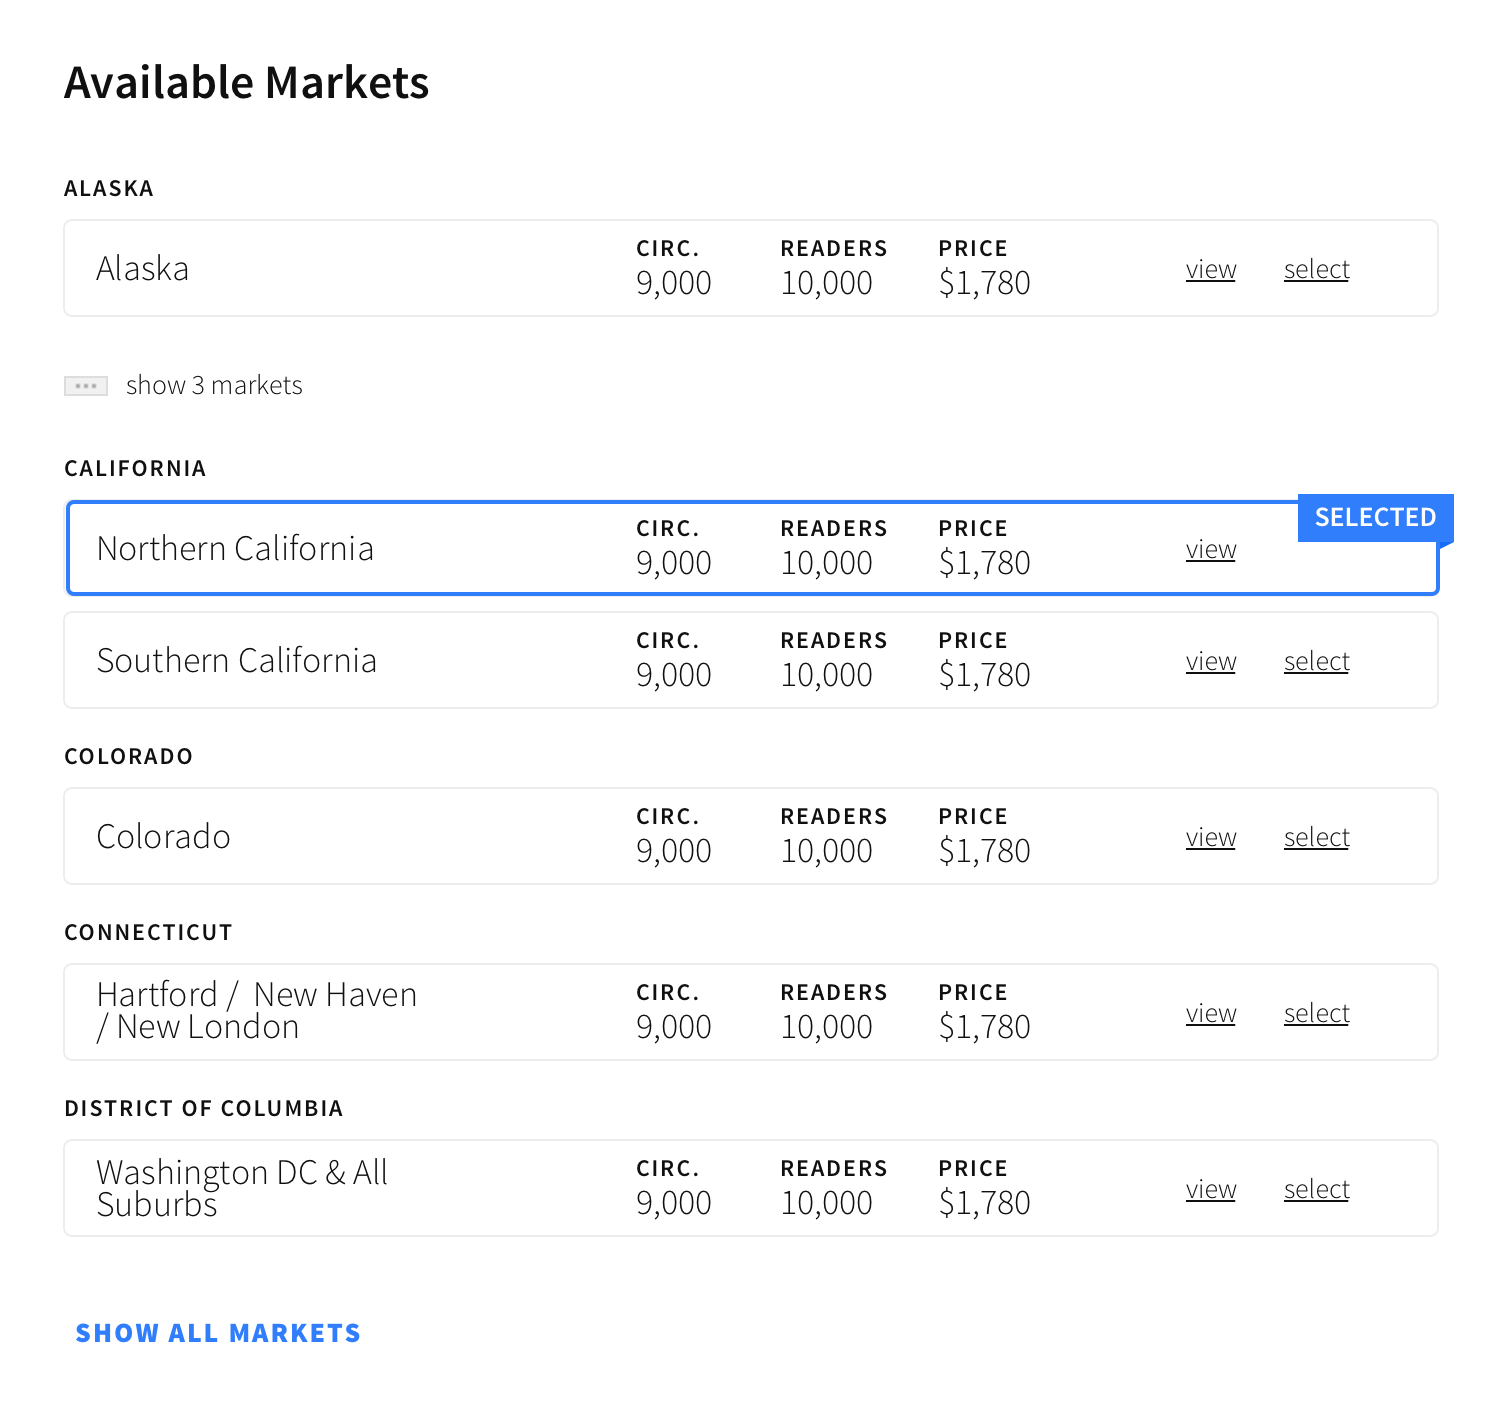 Available Markets
ALASKA
Alaska CIRC. READERS PRICE view select
9,000 10,000 $1,780
show 3 markets
CALIFORNIA
SELECTED
Northern California CIRC. READERS PRICE view
9,000 10,000 $1,780
Southern California CIRC. READERS PRICE view select
9,000 10,000 $1,780
COLORADO
Colorado CIRC. READERS PRICE view select
9,000 10,000 $1,780
CONNECTICUT
Hartford / New Haven CIRC. READERS PRICE view select
/ New London 9,000 10,000 $1,780
DISTRICT OF COLUMBIA
Washington DC & All CIRC. READERS PRICE view select
Suburbs 9,000 10,000 $1,780
SHOW ALL MARKETS